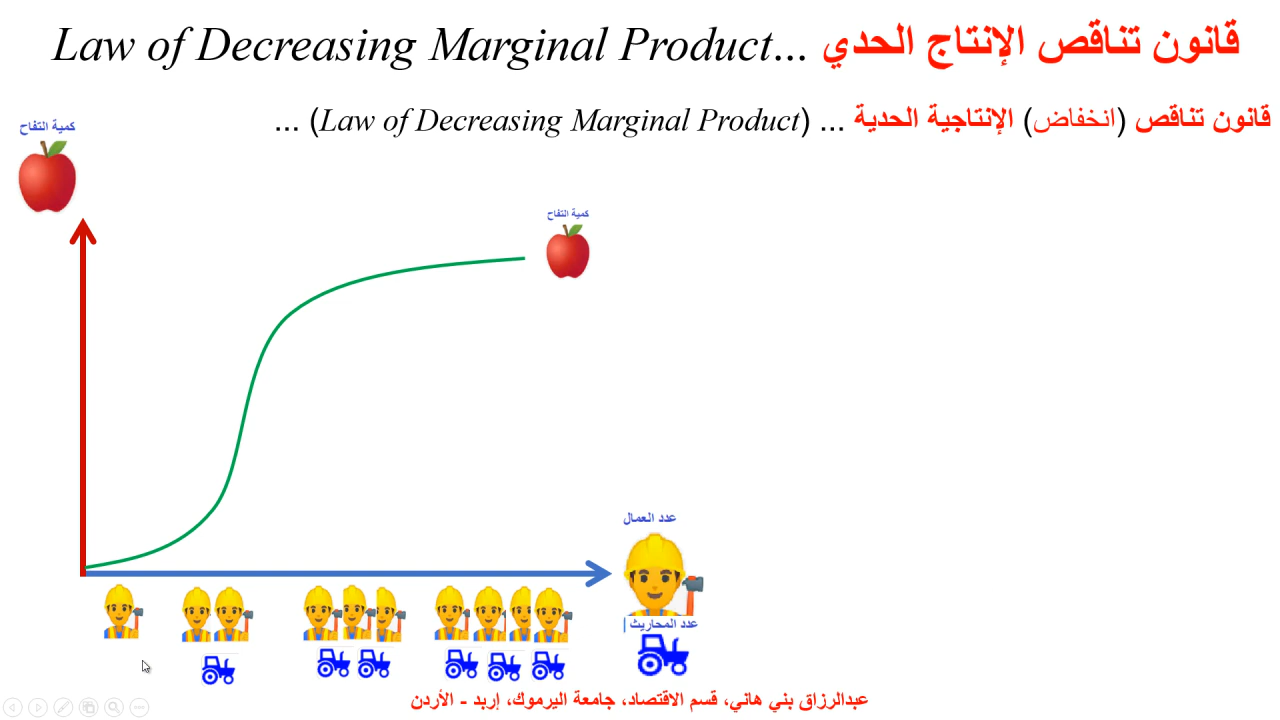 قانون تناقص الإنتاج الحدي ...Law of Decreasing Marginal Product
قانون تناقص (انخفاض) الإنتاجية الحدية ... (Law of Decreasing Marginal Product) ...
كمية التفاح
كمية التفاح
عدد العمال
عدد المحاريث
عبدالرزاق بني هاني، قسم الاقتصاد، جامعة اليرموك، إربد - الأردن